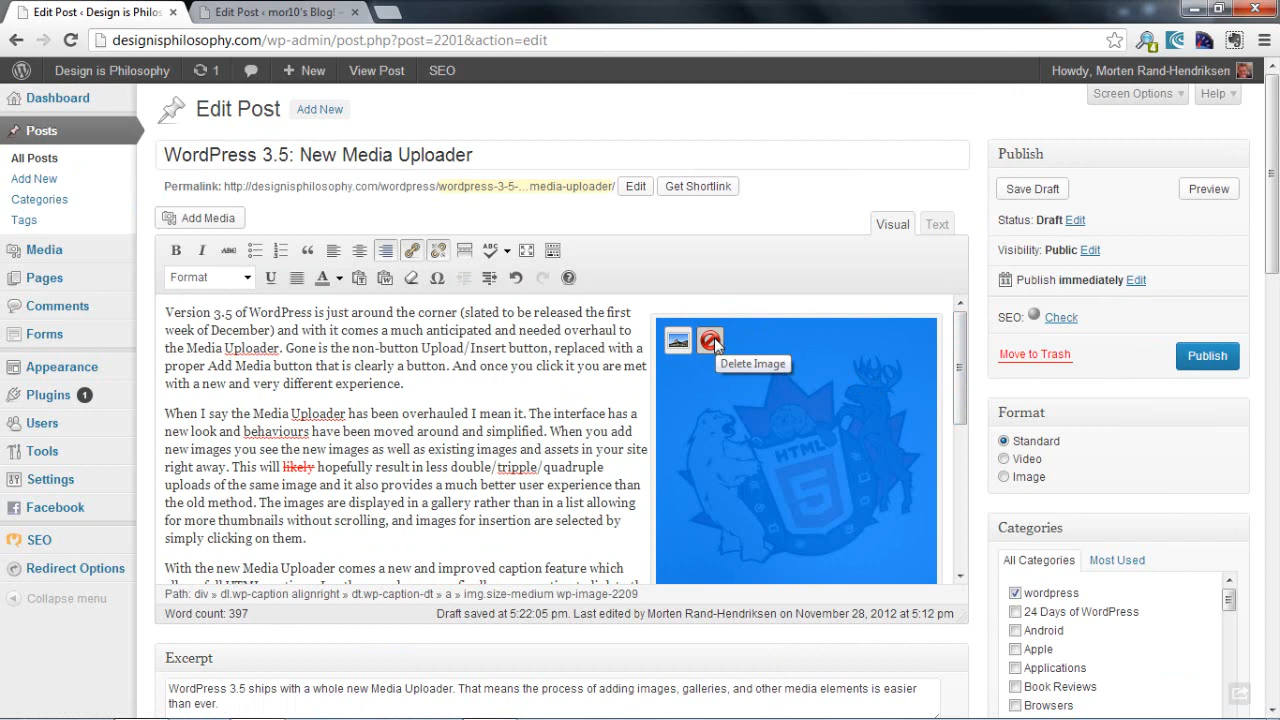 Edit Post ‹ Design is Philos
Edit Post ‹ mor10's Blog! –
designisphilosophy.com/wp-admin/post.php?post=2201&action=edit
Design is Philosophy
1
New
View Post
SEO
Howdy, Morten Rand-Hendriksen
Dashboard
Posts
All Posts
Add New
Categories
Tags
Media
Pages
Comments
Forms
Appearance
Plugins 1
Users
Tools
Settings
Facebook
SEO
Redirect Options
Collapse menu
Screen Options
Help
Edit Post
Add New
WordPress 3.5: New Media Uploader
Permalink: http://designisphilosophy.com/wordpress/wordpress-3-5-...media-uploader/
Edit
Get Shortlink
Add Media
Visual
Text
B I ABC ABC
Format
U A Ω
Version 3.5 of WordPress is just around the corner (slated to be released the first
week of December) and with it comes a much anticipated and needed overhaul to
the Media Uploader. Gone is the non-button Upload/Insert button, replaced with a
proper Add Media button that is clearly a button. And once you click it you are met
with a new and very different experience.
When I say the Media Uploader has been overhauled I mean it. The interface has a
new look and behaviours have been moved around and simplified. When you add
new images you see the new images as well as existing images and assets in your site
right away. This will likely hopefully result in less double/tripple/quadruple
uploads of the same image and it also provides a much better user experience than
the old method. The images are displayed in a gallery rather than in a list allowing
for more thumbnails without scrolling, and images for insertion are selected by
simply clicking on them.
With the new Media Uploader comes a new and improved caption feature which
Delete Image
HTML
5
Path: div » dl.wp-caption alignright » dt.wp-caption-dt » a » img.size-medium wp-image-2209
Word count: 397
Draft saved at 5:22:05 pm. Last edited by Morten Rand-Hendriksen on November 28, 2012 at 5:12 pm
Excerpt
WordPress 3.5 ships with a whole new Media Uploader. That means the process of adding images, galleries, and other media elements is easier
than ever.
Publish
Save Draft
Preview
Status: Draft Edit
Visibility: Public Edit
Publish immediately Edit
SEO: Check
Move to Trash
Publish
Format
Standard
Video
Image
Categories
All Categories
Most Used
wordpress
24 Days of WordPress
Android
Apple
Applications
Book Reviews
Browsers